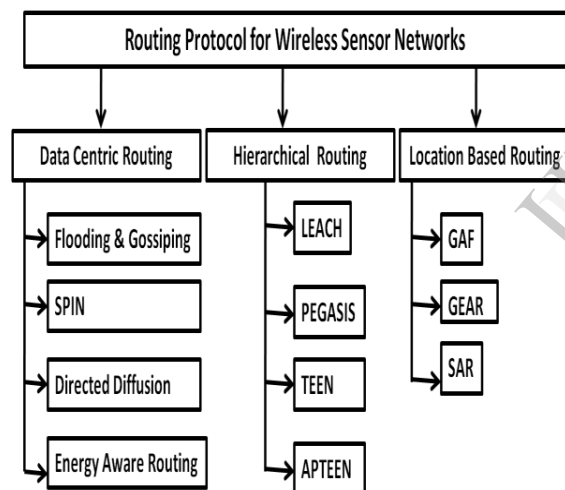 Routing Protocol for Wireless Sensor Networks
Data Centric Routing
Flooding & Gossiping
SPIN
Directed Diffusion
Energy Aware Routing
Hierarchical Routing
LEACH
PEGASIS
TEEN
APTEEN
Location Based Routing
GAF
GEAR
SAR